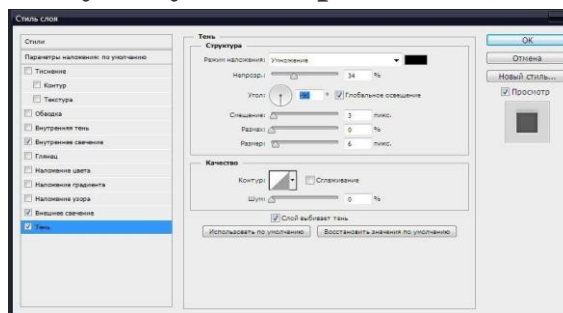 Стиль слоя
Стили
Параметры наложения: по умолчанию
Тиснение
Контур
Текстура
Обводка
Внутренняя тень
Внутреннее свечение
Глянец
Наложение цвета
Наложение градиента
Наложение узора
Внешнее свечение
Тень
Тень
Структура
Режим наложения: Умножение
Непрозр.: 34 %
Угол: ° Глобальное освещение
Смещение: 3 пикс.
Размах: 0 %
Размер: 6 пикс.
Качество
Контур: Сглаживание
Шум: 0 %
Слой выбивает тень
Использовать по умолчанию Восстановить значения по умолчанию
ОК
Отмена
Новый стиль...
Просмотр